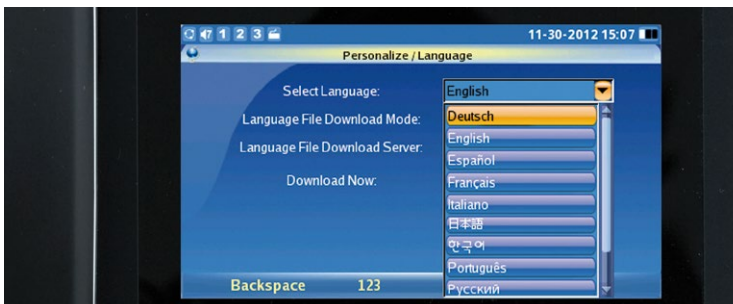 47 1 2 3 11-30-2012 15:07
Personalize / Language
Select Language: English
Language File Download Mode: Deutsch
English
Language File Download Server: Español
Download Now: Français
Italiano
日本語
한국어
Português
Backspace 123 Русский